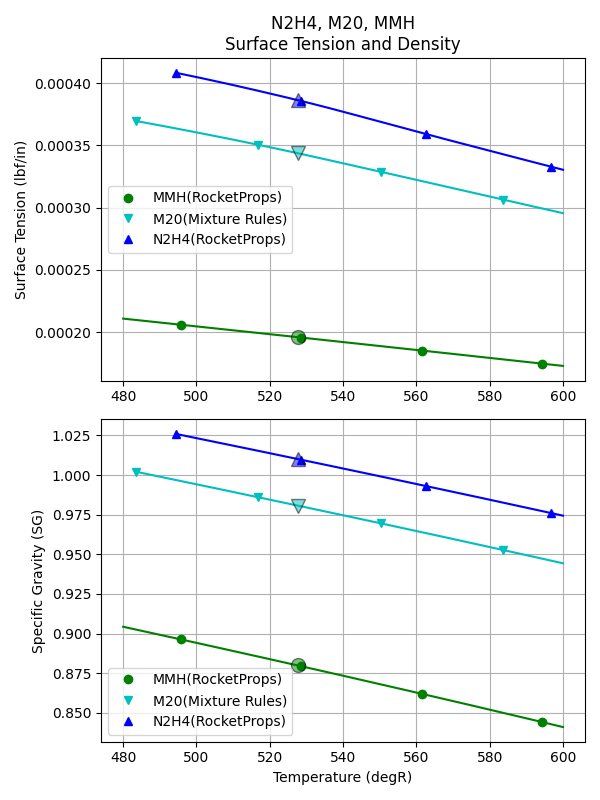 N2H4, M20, MMH
Surface Tension and Density
0.00040
0.00035
0.00030
0.00025
0.00020
Surface Tension (lbf/in)
MMH(RocketProps)
M20(Mixture Rules)
N2H4(RocketProps)
480 500 520 540 560 580 600
1.025
1.000
0.975
0.950
0.925
0.900
0.875
0.850
Specific Gravity (SG)
MMH(RocketProps)
M20(Mixture Rules)
N2H4(RocketProps)
480 500 520 540 560 580 600
Temperature (degR)